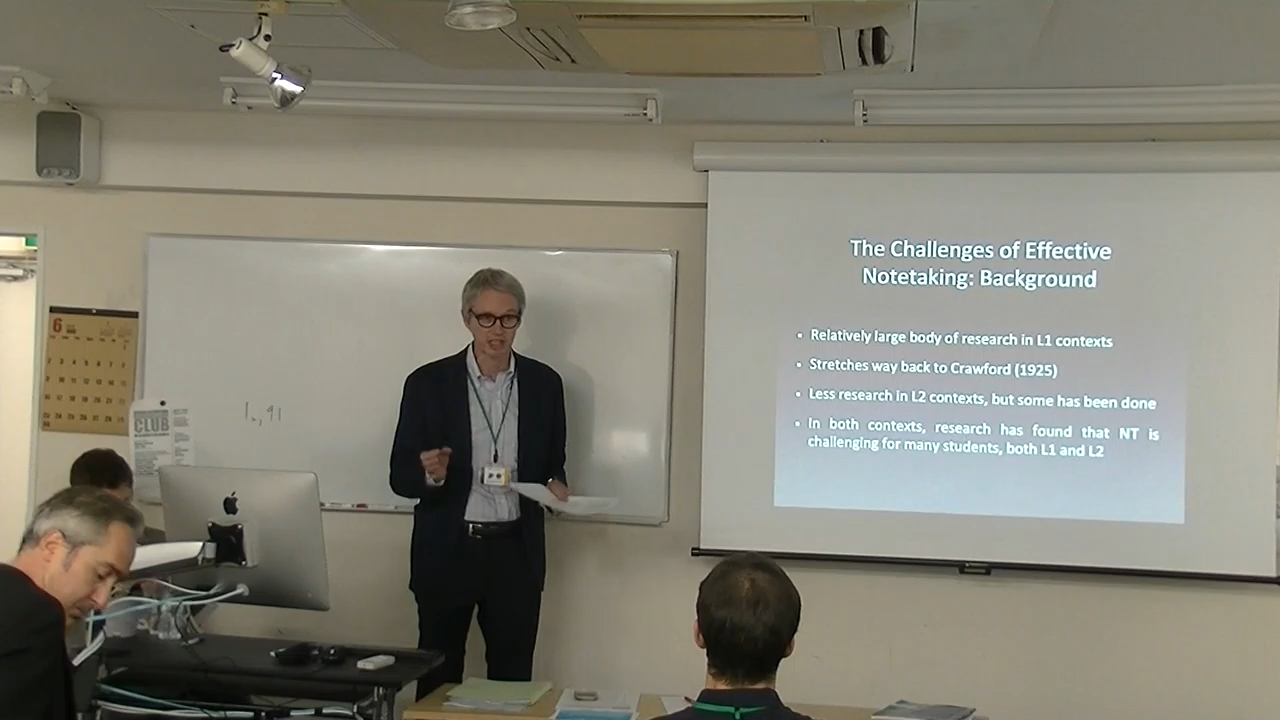 The Challenges of Effective
Notetaking: Background
• Relatively large body of research in L1 contexts
• Stretches way back to Crawford (1925)
• Less research in L2 contexts, but some has been done
• In both contexts, research has found that NT is
challenging for many students, both L1 and L2
6
CLUB